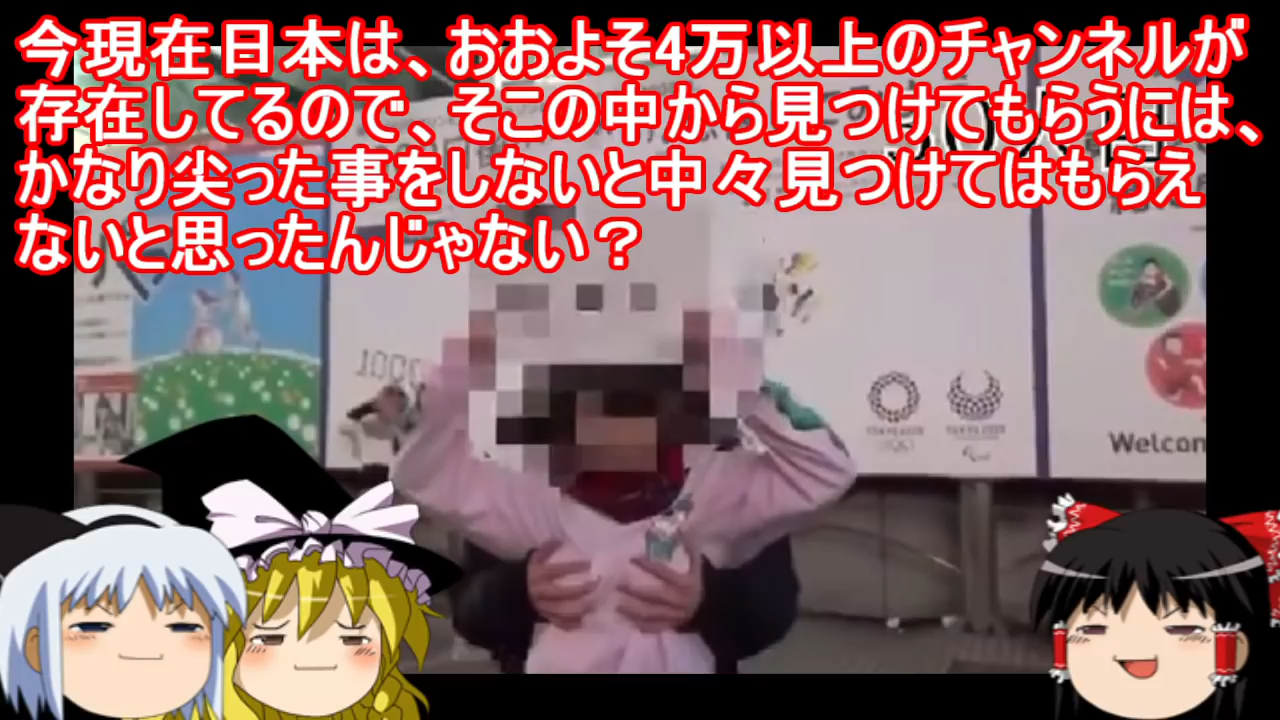 今現在日本は、おおよそ4万以上のチャンネルが
存在してるので、そこの中から見つけてもらうには、
かなり尖った事をしないと中々見つけてはもらえ
ないと思ったんじゃない？
1000
Welcom